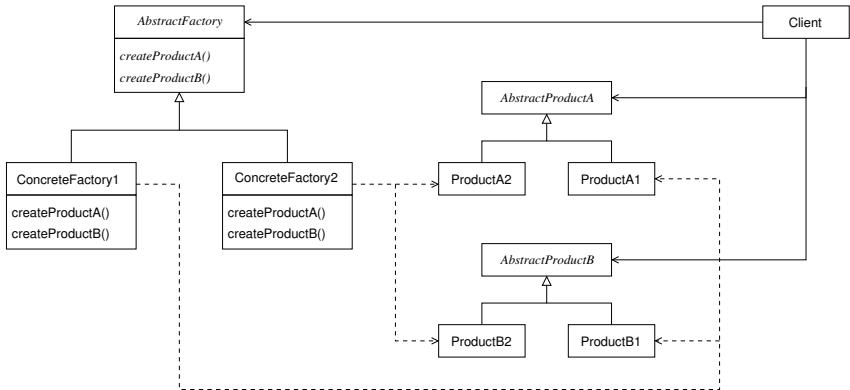 AbstractFactory
Client
createProductA()
createProductB()
AbstractProductA
ConcreteFactory1
ConcreteFactory2
ProductA2
ProductA1
createProductA()
createProductB()
createProductA()
createProductB()
AbstractProductB
ProductB2
ProductB1